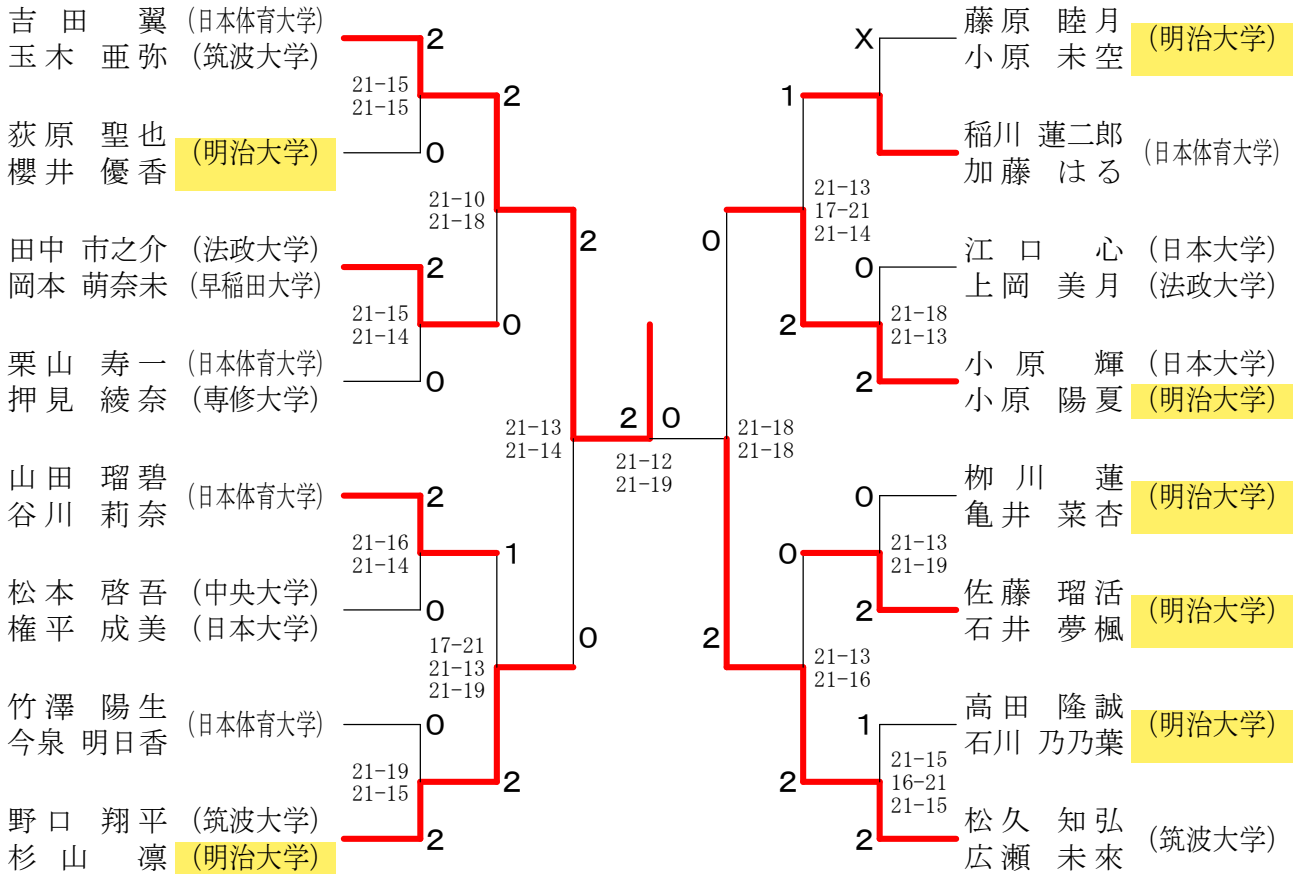 吉田 翼 (日本体育大学)
玉木 亜弥 (筑波大学)
2
21-15
21-15
荻原 聖也
櫻井 優香
(明治大学)
0
2
21-10
21-18
田中 市之介 (法政大学)
岡本 萌奈未 (早稲田大学)
2
21-15
21-14
0
栗山 寿一 (日本体育大学)
押見 綾奈 (専修大学)
0
2
21-13
21-14
山田 瑠碧
谷川 莉奈
(日本体育大学)
2
21-16
21-14
1
松本 啓吾 (中央大学)
権平 成美 (日本大学)
0
17-21
21-13
21-19
0
竹澤 陽生
今泉 明日香
(日本体育大学)
0
21-19
21-15
2
野口 翔平 (筑波大学)
杉山 凛 (明治大学)
2
2 0
21-12
21-19
藤原 睦月
小原 未空
(明治大学)
X
1
稲川 蓮二郎
加藤 はる
(日本体育大学)
21-13
17-21
21-14
0
江口 心 (日本大学)
上岡 美月 (法政大学)
0
21-18
21-13
2
小原 輝 (日本大学)
小原 陽夏 (明治大学)
2
21-18
21-18
栁川 蓮
亀井 菜杏
(明治大学)
0
21-13
21-19
0
佐藤 瑠活
石井 夢楓
(明治大学)
2
2
21-13
21-16
高田 隆誠
石川 乃乃葉
(明治大学)
1
21-15
16-21
21-15
2
松久 知弘
広瀬 未來
(筑波大学)
2